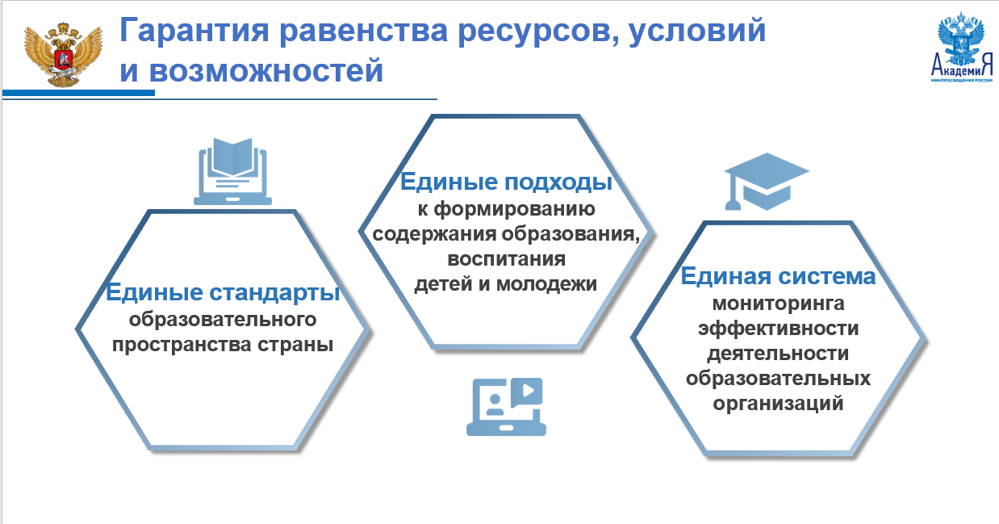 Гарантия равенства ресурсов, условий
и возможностей
АкадемиЯ
МИНПРОСВЕЩЕНИЯ РОССИИ
Единые стандарты
образовательного
пространства страны
Единые подходы
к формированию
содержания образования,
воспитания
детей и молодежи
Единая система
мониторинга
эффективности
деятельности
образовательных
организаций